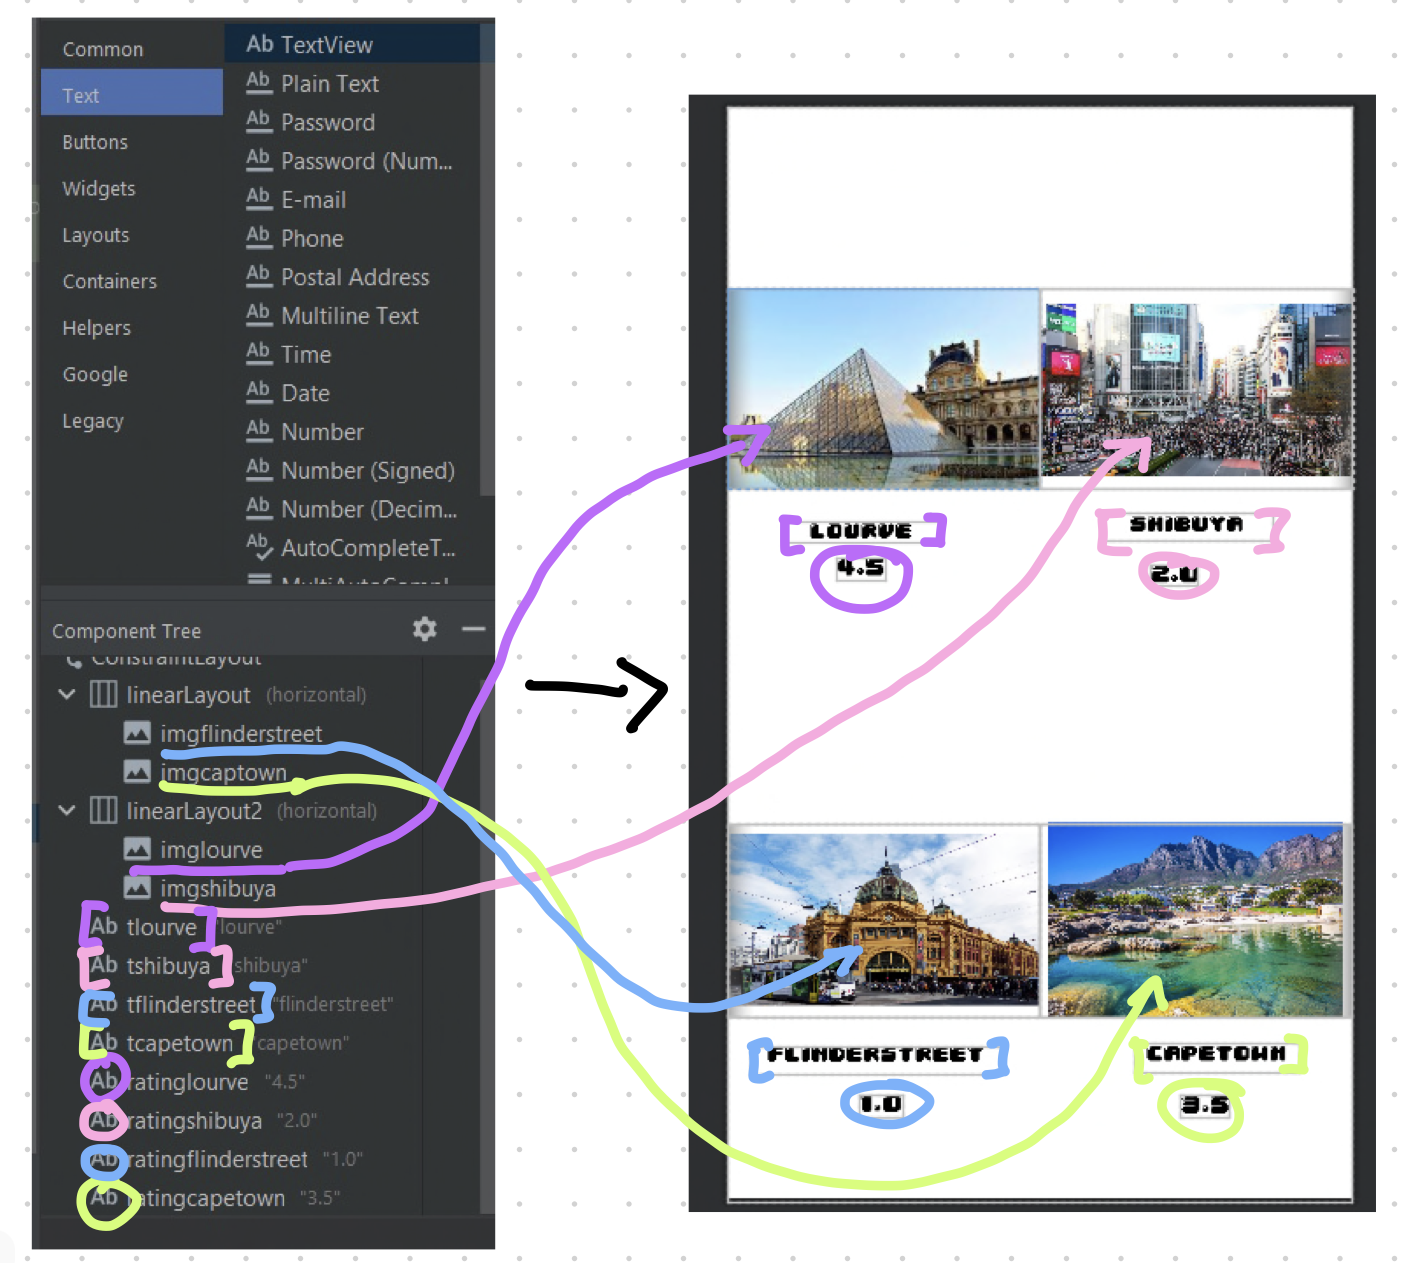 Common
Text
Buttons
Widgets
Layouts
Containers
Helpers
Google
Legacy
Ab TextView
Ab Plain Text
Ab Password
Ab Password (Num...
Ab E-mail
Ab Phone
Ab Postal Address
Ab Multiline Text
Ab Time
Ab Date
Ab Number
Ab Number (Signed)
Ab Number (Decim...
Ab AutoCompleteT...
MultiAutoCompl
Component Tree
ConstraintLayout
linearLayout (horizontal)
imgflinderstreet
imgcaptown
linearLayout2 (horizontal)
imglourve
imgshibuya
Ab tlourve "lourve"
Ab tshibuya "shibuya"
Ab tflinderstreet "flinderstreet"
Ab tcapetown "capetown"
Ab ratinglourve "4.5"
Ab ratingshibuya "2.0"
Ab ratingflinderstreet "1.0"
Ab ratingcapetown "3.5"
LOURVE
4.5
SHIBUYA
2.0
FLINDERSTREET
1.0
CAPETOWN
3.5